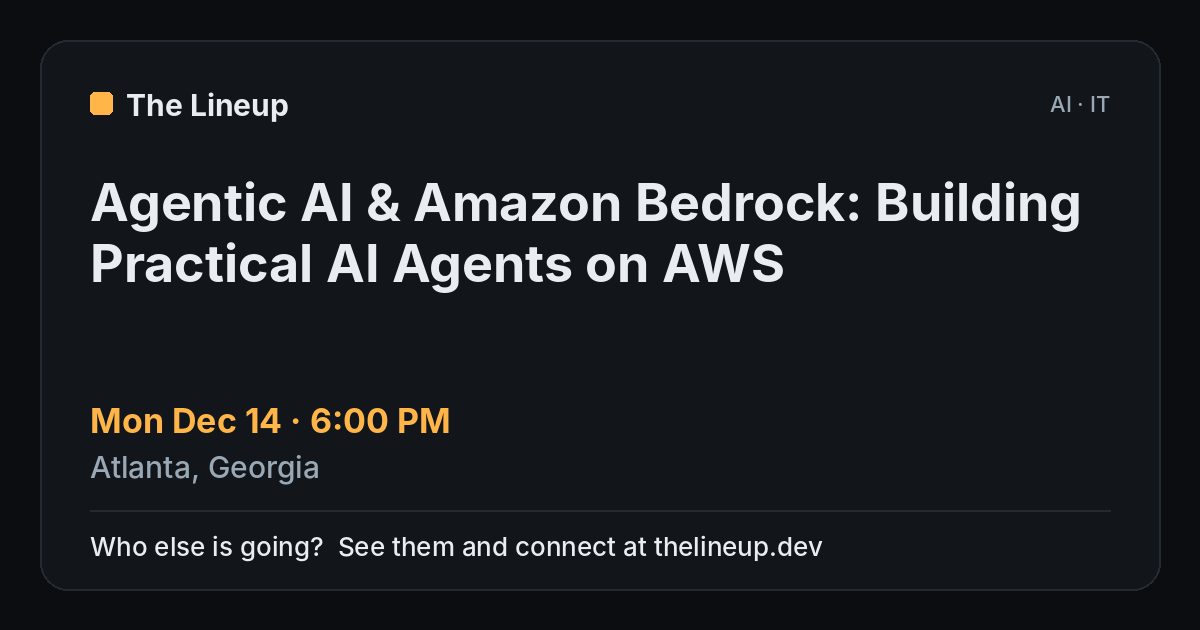 The Lineup
AI · IT
Agentic AI & Amazon Bedrock: Building
Practical AI Agents on AWS
Mon Dec 14 · 6:00 PM
Atlanta, Georgia
Who else is going? See them and connect at thelineup.dev